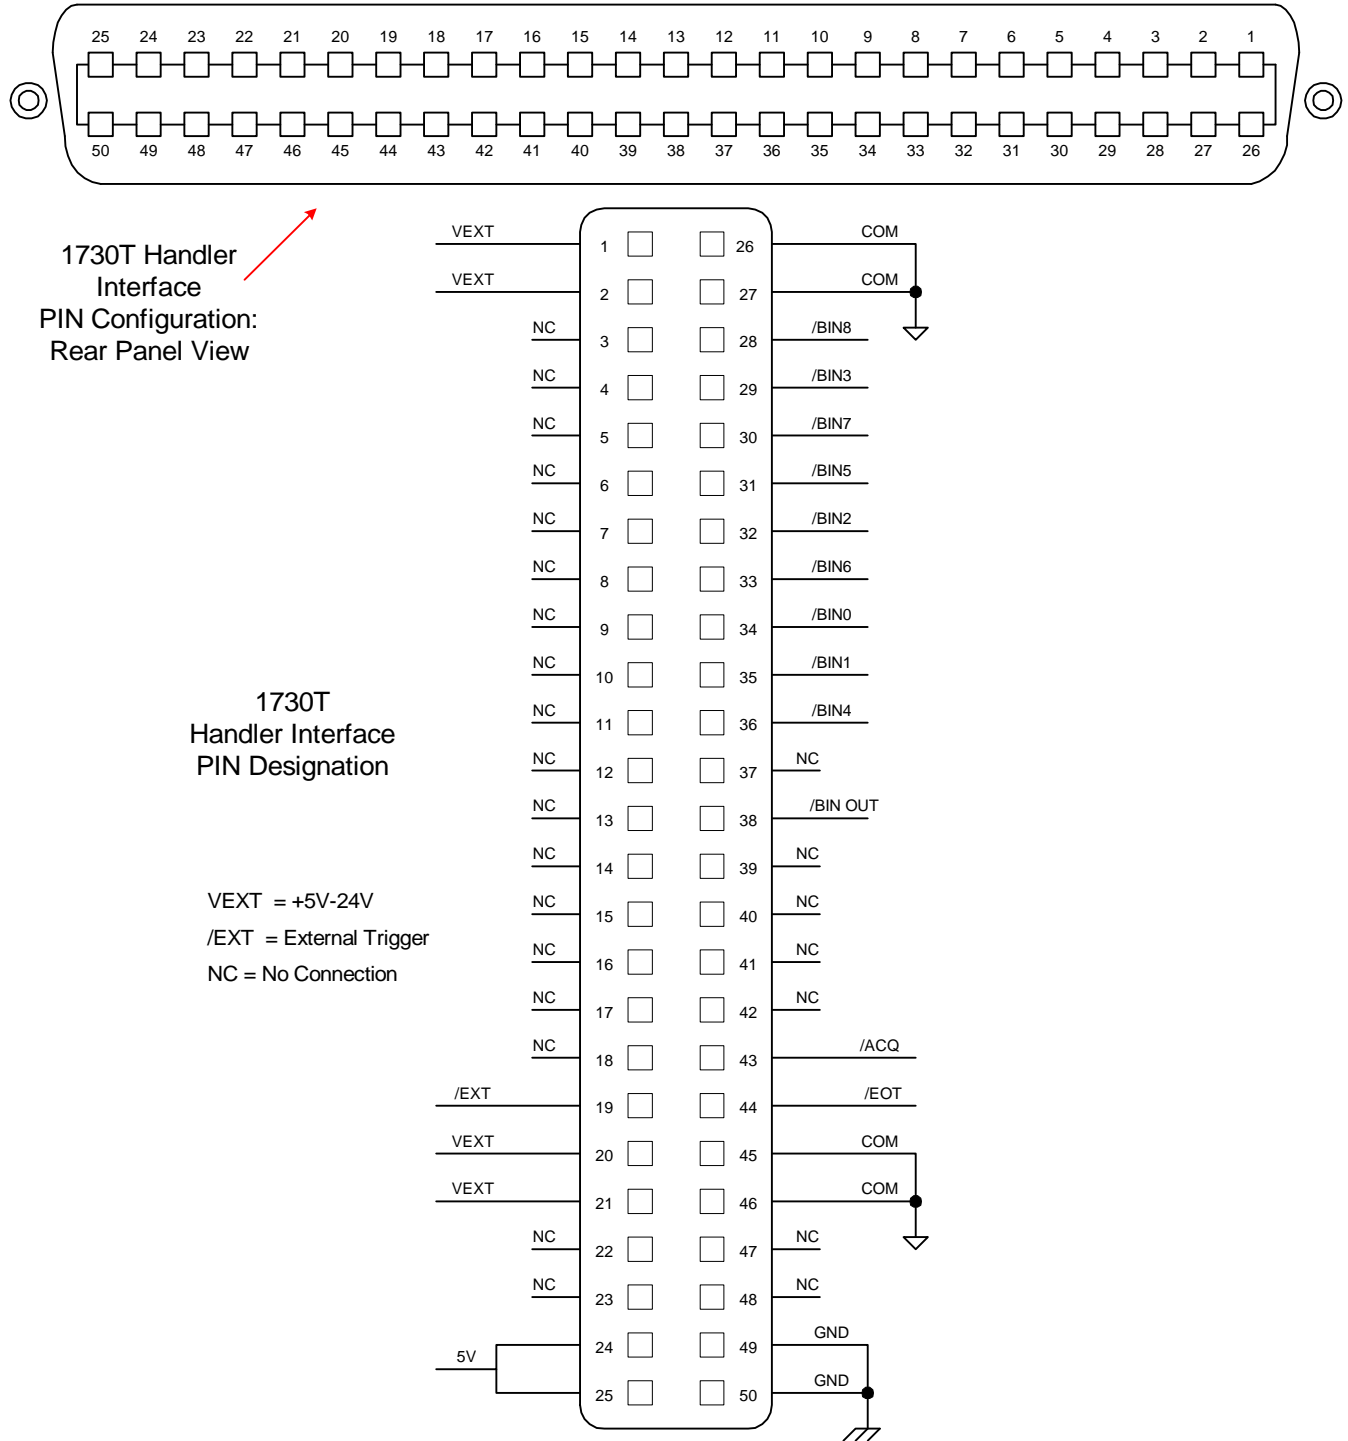 25 24 23 22 21 20 19 18 17 16 15 14 13 12 11 10 9 8 7 6 5 4 3 2 1
50 49 48 47 46 45 44 43 42 41 40 39 38 37 36 35 34 33 32 31 30 29 28 27 26
1730T Handler
Interface
PIN Configuration:
Rear Panel View
VEXT 1 26 COM
VEXT 2 27 COM
NC 3 28 /BIN8
NC 4 29 /BIN3
NC 5 30 /BIN7
NC 6 31 /BIN5
NC 7 32 /BIN2
NC 8 33 /BIN6
NC 9 34 /BIN0
NC 10 35 /BIN1
NC 11 36 /BIN4
NC 12 37 NC
NC 13 38 /BIN OUT
NC 14 39 NC
NC 15 40 NC
NC 16 41 NC
NC 17 42 NC
NC 18 43 /ACQ
/EXT 19 44 /EOT
VEXT 20 45 COM
VEXT 21 46 COM
NC 22 47 NC
NC 23 48 NC
24 49 GND
5V
25 50 GND
1730T
Handler Interface
PIN Designation
VEXT = +5V-24V
/EXT = External Trigger
NC = No Connection